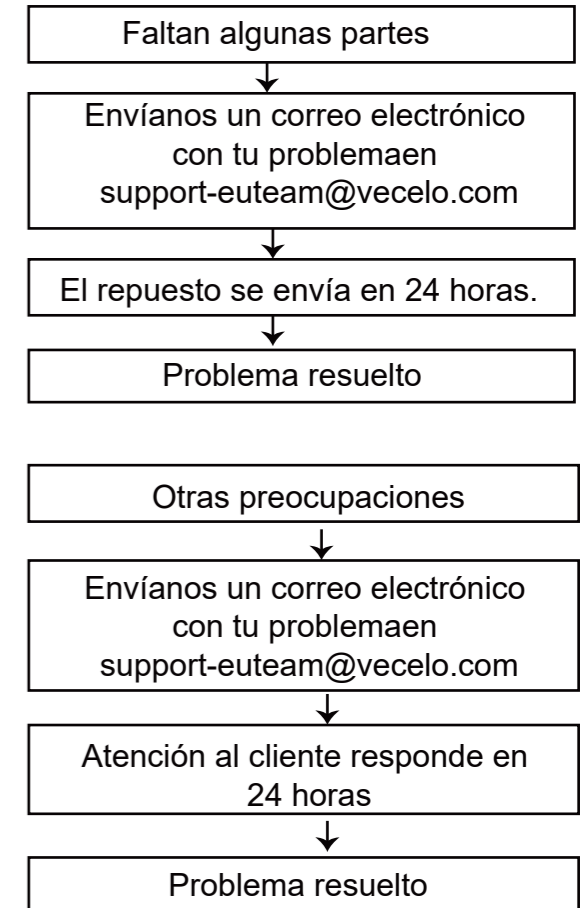 Faltan algunas partes
Envíanos un correo electrónico
con tu problemaen
support-euteam@vecelo.com
El repuesto se envía en 24 horas.
Problema resuelto
Otras preocupaciones
Envíanos un correo electrónico
con tu problemaen
support-euteam@vecelo.com
Atención al cliente responde en
24 horas
Problema resuelto